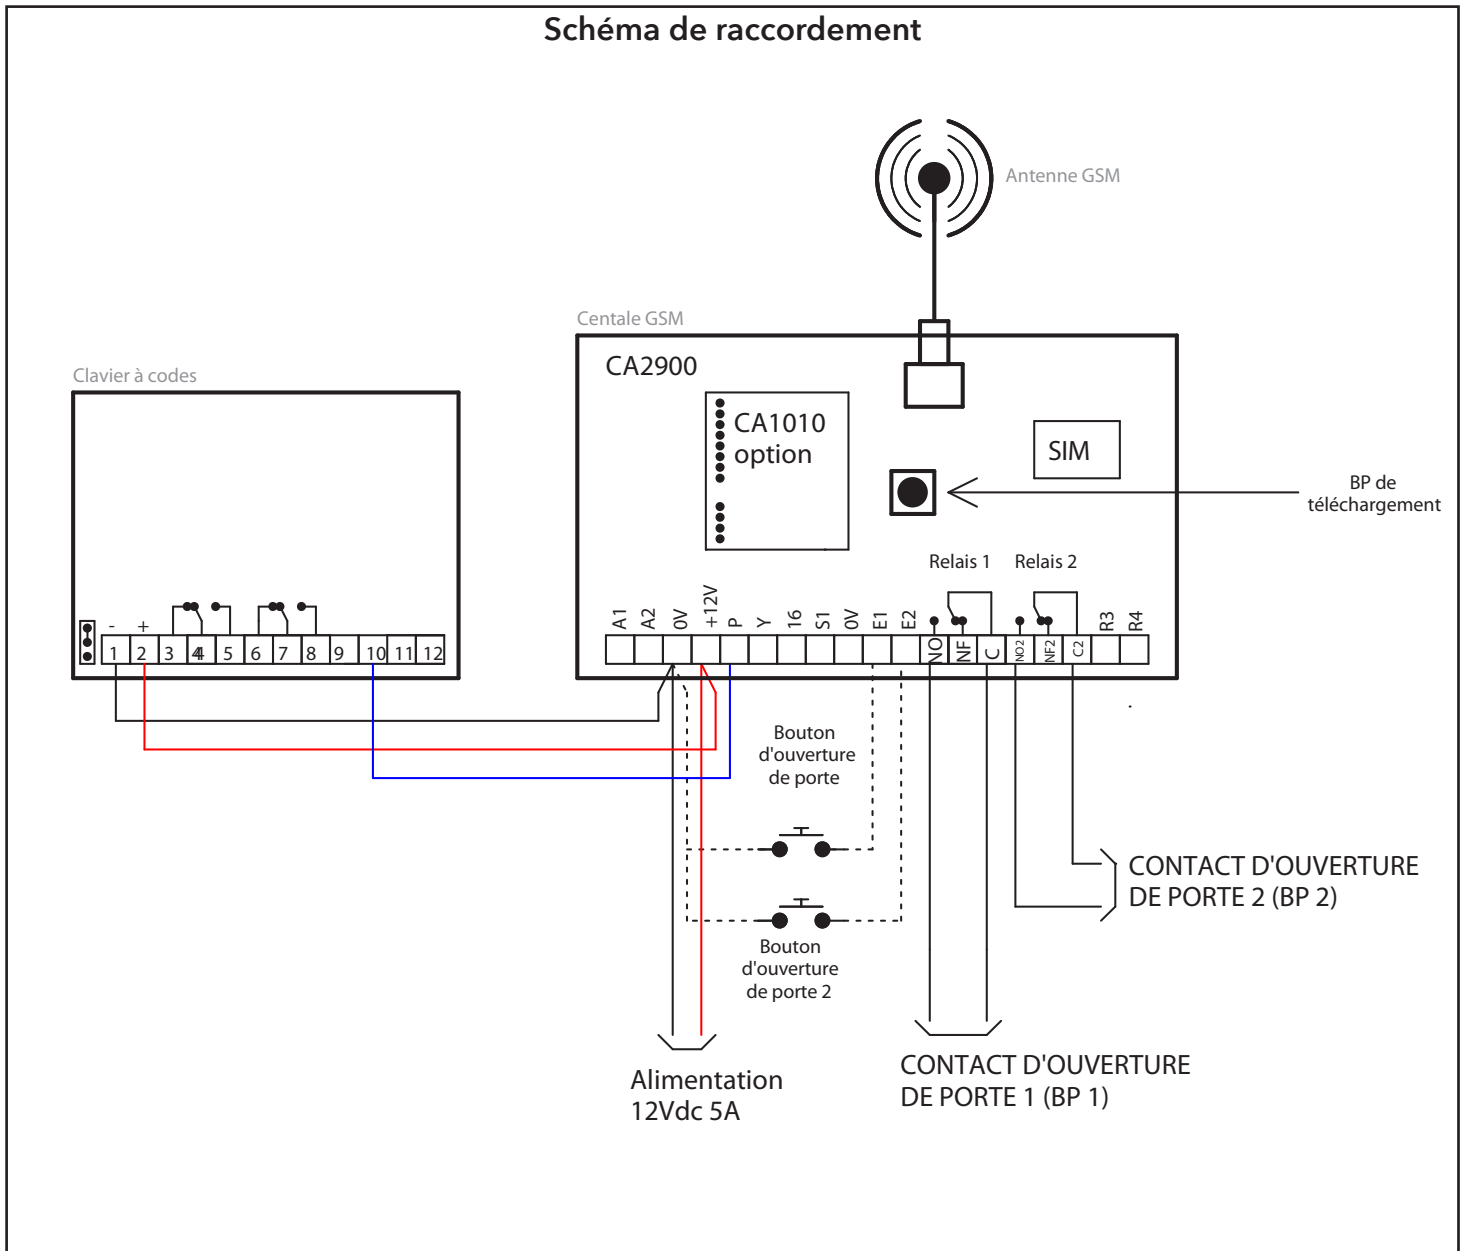 Schéma de raccordement
Antenne GSM
Centale GSM
CA2900
Clavier à codes
CA1010
option
SIM
BP de
téléchargement
Relais 1
Relais 2
A1
A2
0V
+12V
P
Y
16
S1
0V
E1
E2
R3
R4
NO
NF
C
NO2
NF2
C2
-
+
1
2
3
4
5
6
7
8
9
10
11
12
Bouton
d'ouverture
de porte
CONTACT D'OUVERTURE
DE PORTE 2 (BP 2)
Bouton
d'ouverture
de porte 2
CONTACT D'OUVERTURE
DE PORTE 1 (BP 1)
Alimentation
12Vdc 5A